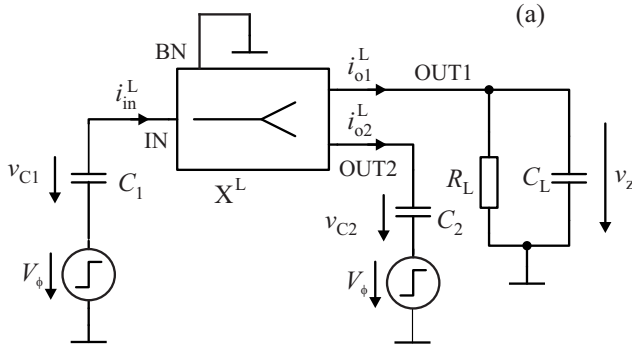 (a)
BN
i_in^L
IN
X^L
i_o1^L
OUT1
i_o2^L
OUT2
v_C1
C_1
V_ϕ
v_C2
C_2
V_ϕ
R_L
C_L
v_z